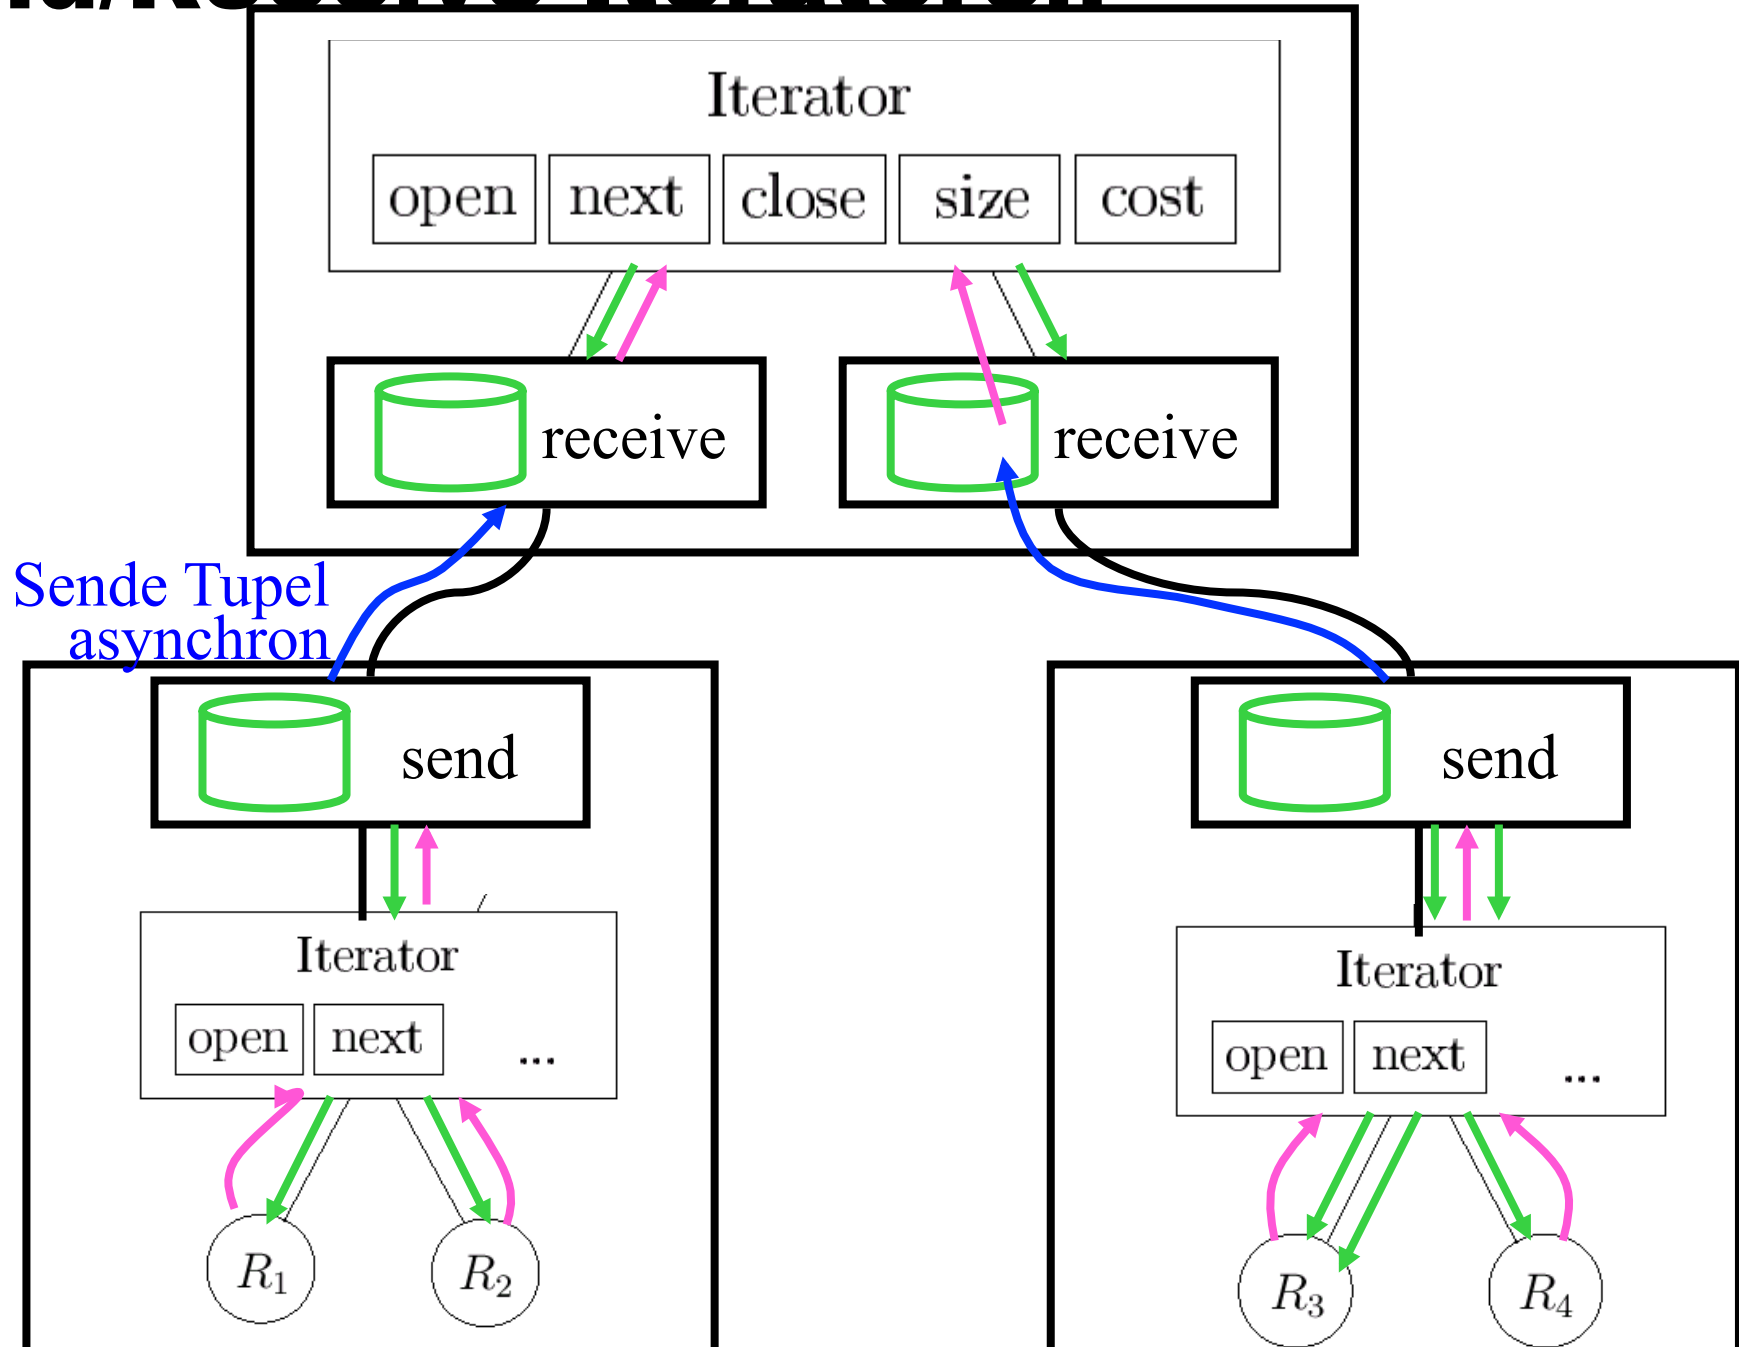 Iterator
open next close size cost
receive receive
Sende Tupel
asynchron
send send
Iterator
open next ...
Iterator
open next ...
R1 R2
R3 R4